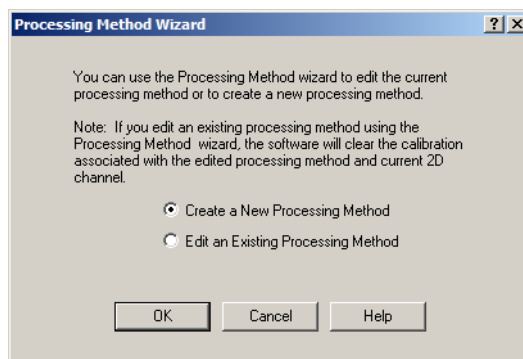 Processing Method Wizard
You can use the Processing Method wizard to edit the current
processing method or to create a new processing method.
Note:  If you edit an existing processing method using the
Processing Method  wizard, the software will clear the calibration
associated with the edited processing method and current 2D
channel.
Create a New Processing Method
Edit an Existing Processing Method
OK
Cancel
Help